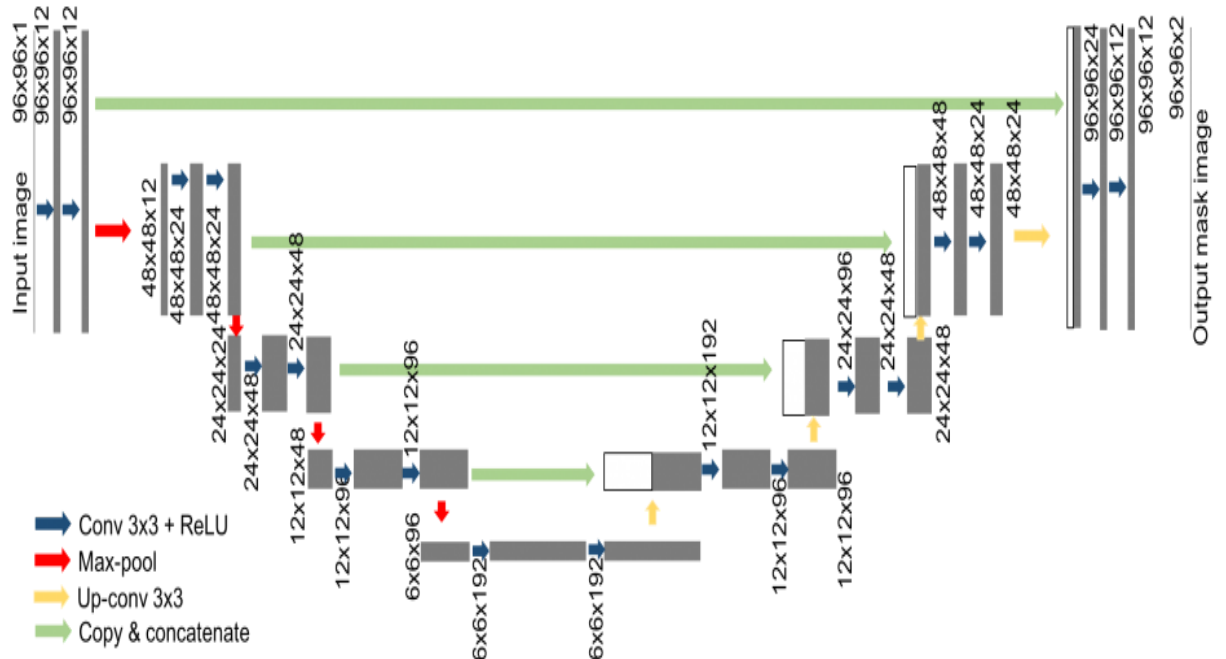 Input image
96x96x1
96x96x12
96x96x12
48x48x12
48x48x24
48x48x24
24x24x24
24x24x48
24x24x48
12x12x48
12x12x96
12x12x96
6x6x96
6x6x192
6x6x192
12x12x192
12x12x96
12x12x96
24x24x96
24x24x48
24x24x48
48x48x48
48x48x24
48x48x24
96x96x24
96x96x12
96x96x12
96x96x2
Output mask image
Conv 3x3 + ReLU
Max-pool
Up-conv 3x3
Copy & concatenate